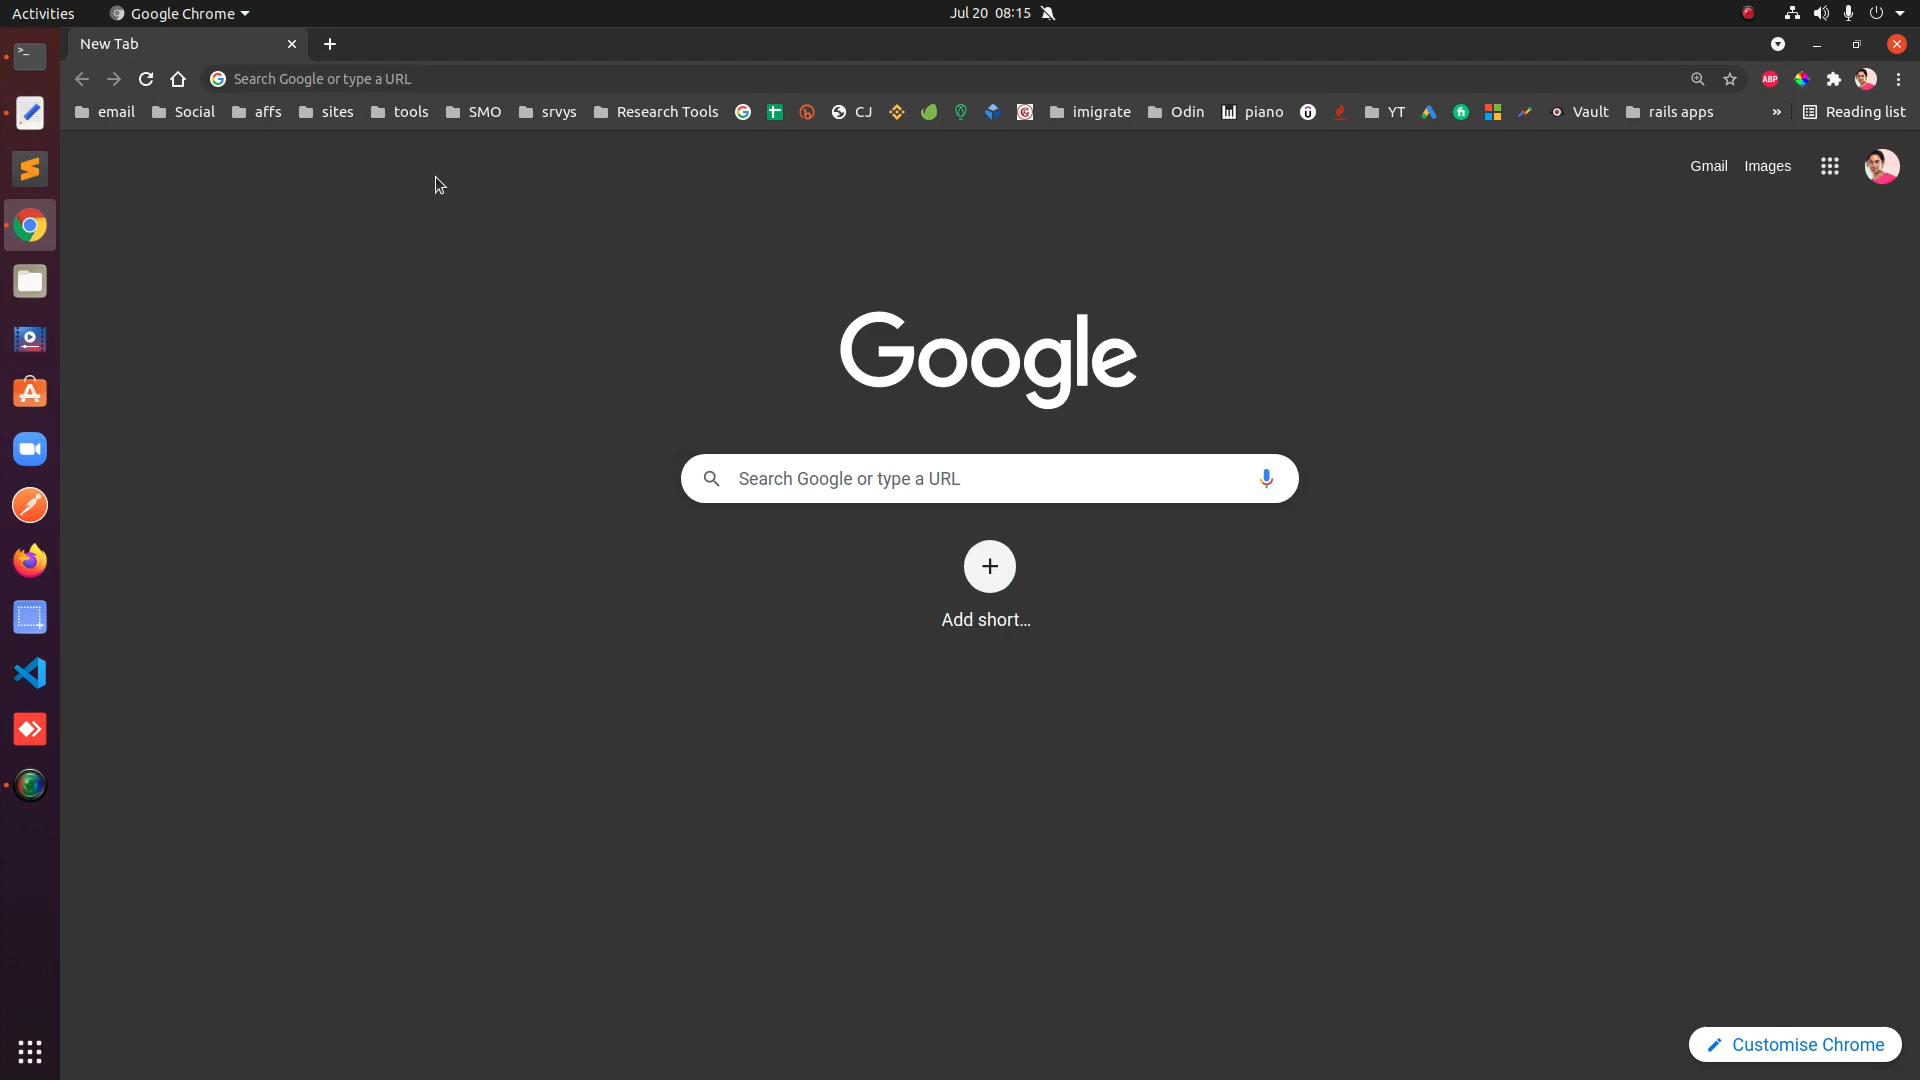 Activities Google Chrome Jul 20 08:15
New Tab
Search Google or type a URL
ABP
email Social affs sites tools SMO srvys Research Tools CJ imigrate Odin piano YT Vault rails apps » Reading list
Gmail Images
Google
Search Google or type a URL
Add short...
Customise Chrome